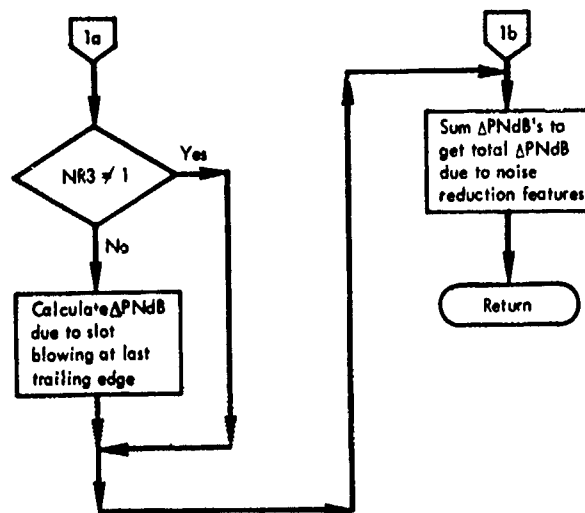 1a
NR3 ≠ 1
Yes
No
Calculate ΔPNdB
due to slot
blowing at last
trailing edge
1b
Sum ΔPNdB's to
get total ΔPNdB
due to noise
reduction features
Return